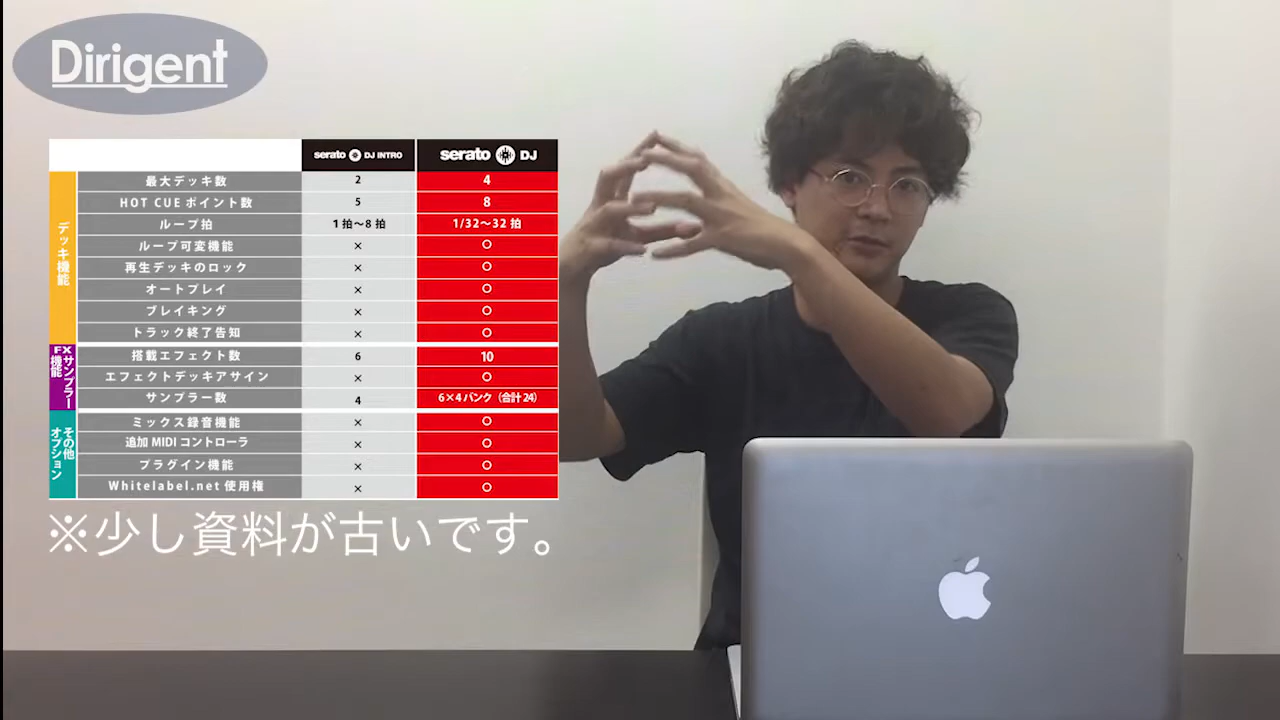 Dirigent
serato DJ INTRO serato DJ
デッキ機能
最大デッキ数 2 4
HOT CUE ポイント数 5 8
ループ拍 1拍～8拍 1/32～32拍
ループ可変機能 × ○
再生デッキのロック × ○
オートプレイ × ○
ブレイキング × ○
トラック終了告知 × ○
FX サンプラー機能
搭載エフェクト数 6 10
エフェクトデッキアサイン × ○
サンプラー数 4 6×4バンク（合計24）
その他オプション
ミックス録音機能 × ○
追加 MIDI コントローラ × ○
プラグイン機能 × ○
Whitelabel.net 使用権 × ○
※少し資料が古いです。